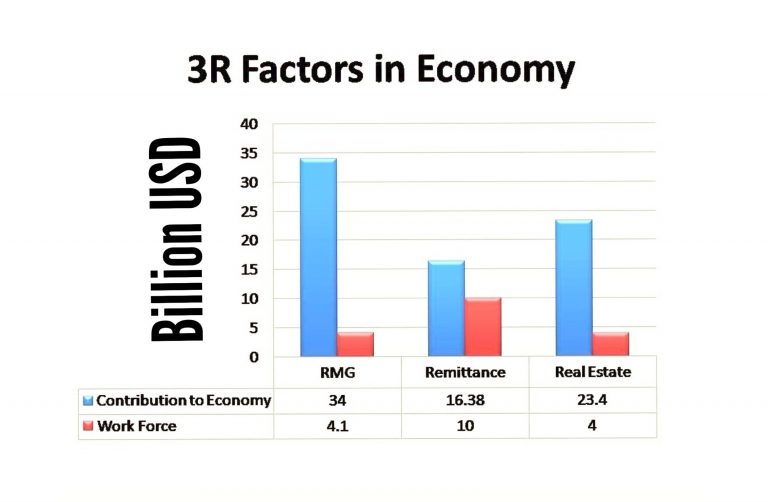 3R Factors in Economy
Billion USD
40
35
30
25
20
15
10
5
0
RMG Remittance Real Estate
Contribution to Economy 34 16.38 23.4
Work Force 4.1 10 4